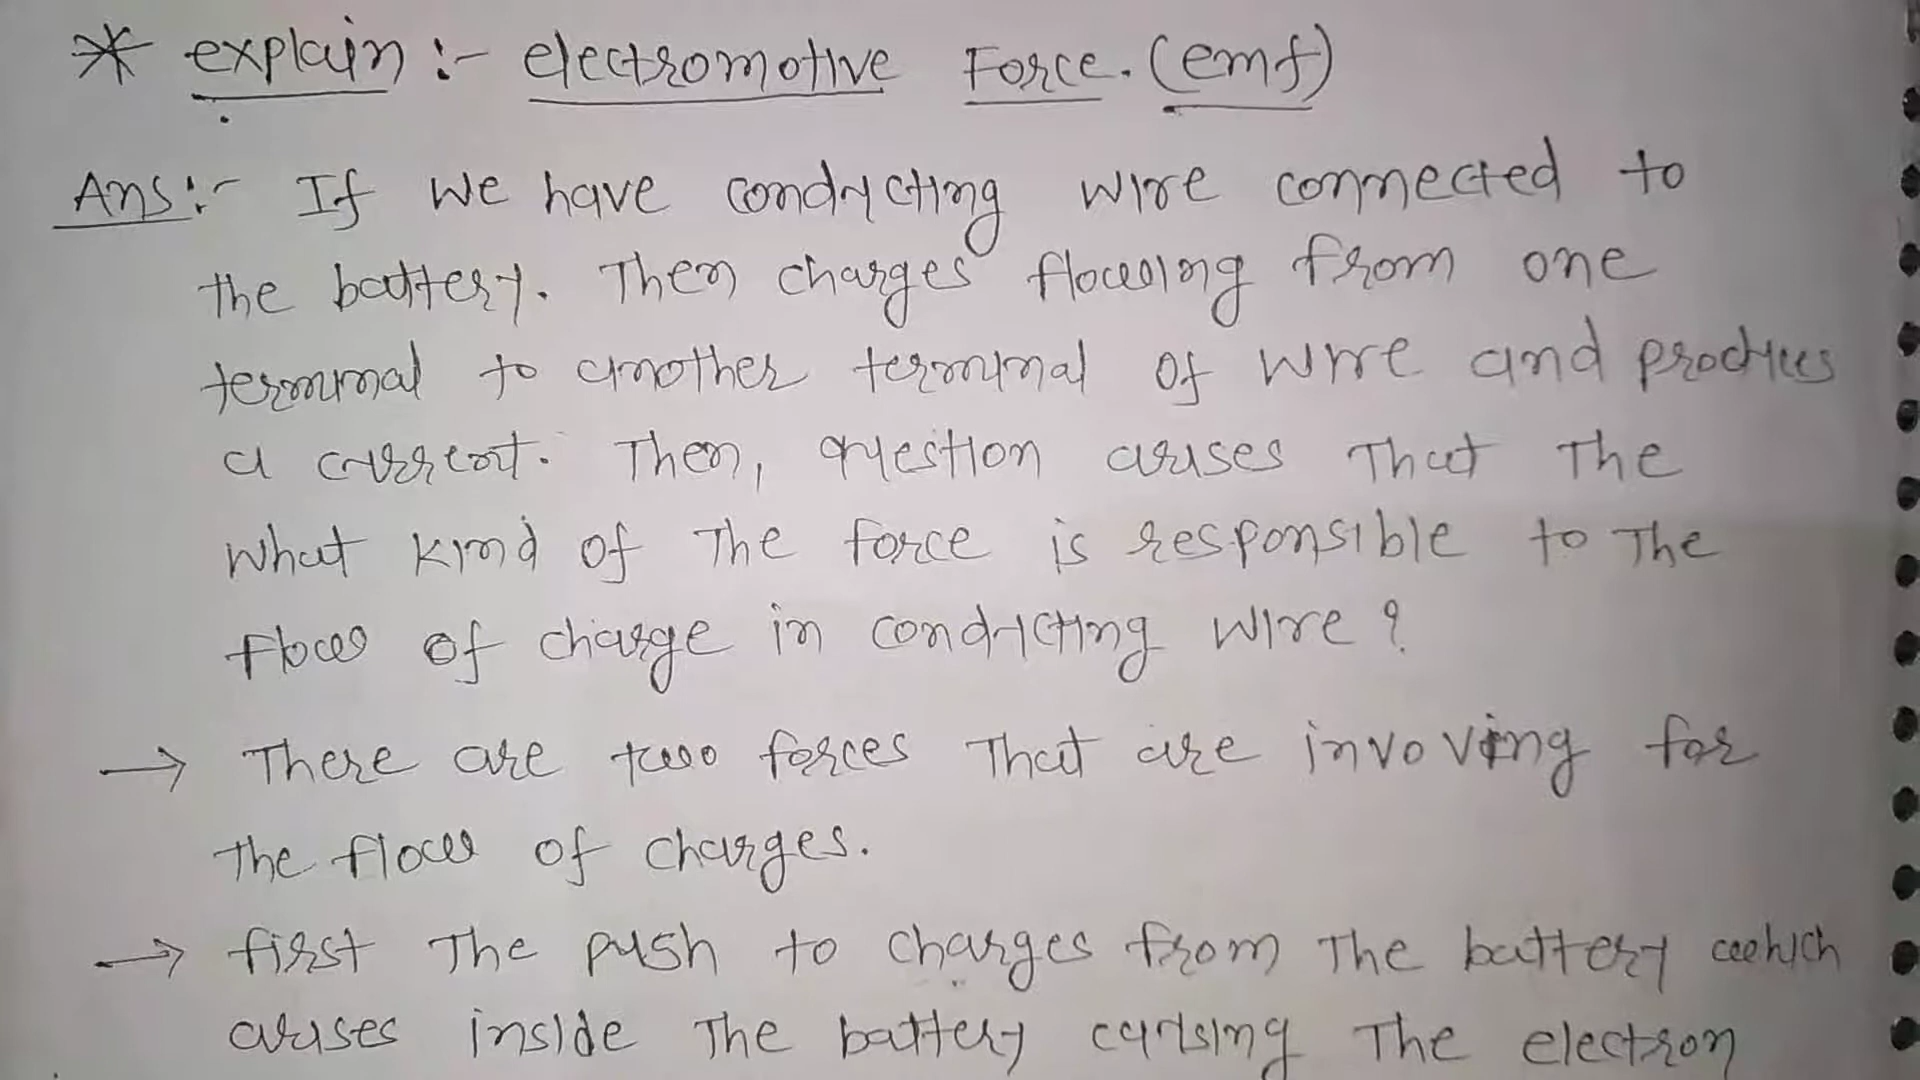 * explain :- electromotive Force. (emf)
Ans:- If we have conducting wire connected to
the battery. Then charges flowing from one
terminal to another terminal of wire and produces
a current. Then, question arises That The
what kind of The force is responsible to The
flow of charge in conducting wire ?
→ There are two forces That are invoving for
the flow of charges.
→ first The push to charges from The battery which
arises inside The battery causing The electron